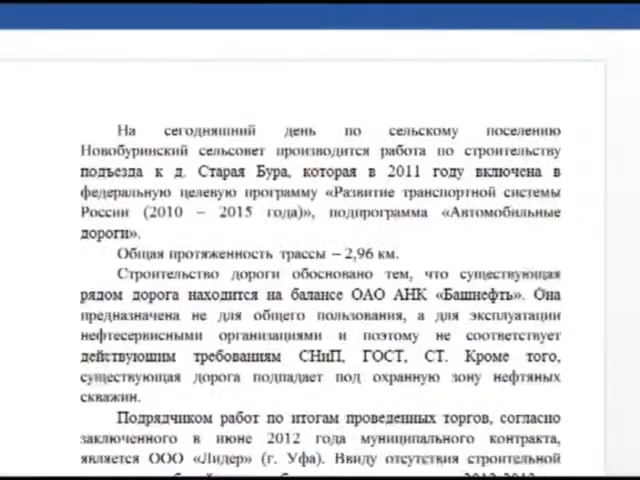 На сегодняшний день по сельскому поселению
Новобуринский сельсовет производится работа по строительству
подъезда к д. Старая Бура, которая в 2011 году включена в
федеральную целевую программу «Развитие транспортной системы
России (2010 – 2015 года)», подпрограмма «Автомобильные
дороги».
Общая протяженность трассы – 2,96 км.
Строительство дороги обосновано тем, что существующая
рядом дорога находится на балансе ОАО АНК «Башнефть». Она
предназначена не для общего пользования, а для эксплуатации
нефтесервисными организациями и поэтому не соответствует
действующим требованиям СНиП, ГОСТ, СТ. Кроме того,
существующая дорога подпадает под охранную зону нефтяных
скважин.
Подрядчиком работ по итогам проведенных торгов, согласно
заключенного в июне 2012 года муниципального контракта,
является ООО «Лидер» (г. Уфа). Ввиду отсутствия строительной